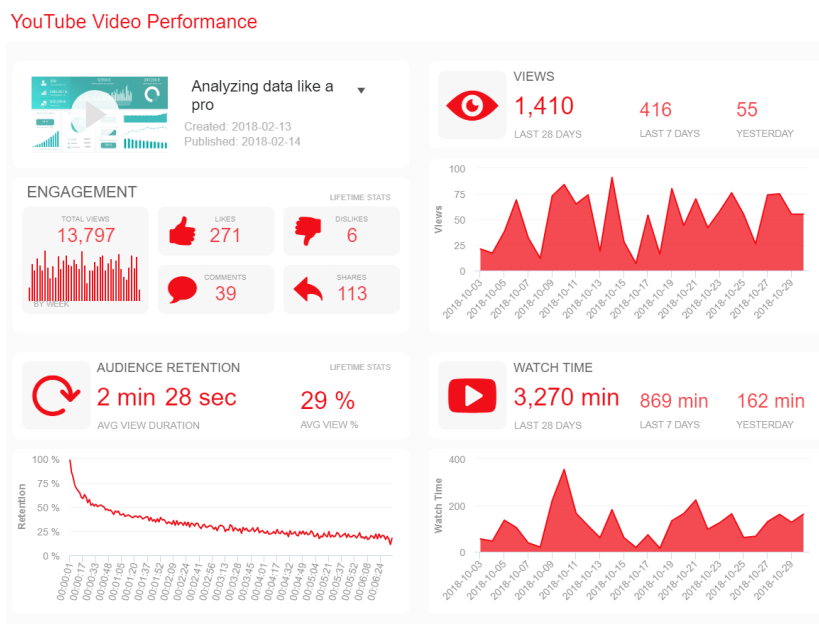 YouTube Video Performance
Analyzing data like a
pro
Created: 2018-02-13
Published: 2018-02-14
VIEWS
1,410
LAST 28 DAYS
416
LAST 7 DAYS
55
YESTERDAY
ENGAGEMENT
LIFETIME STATS
TOTAL VIEWS
13,797
BY WEEK
LIKES
271
DISLIKES
6
COMMENTS
39
SHARES
113
Views
100
75
50
25
0
2018-10-03
2018-10-05
2018-10-07
2018-10-09
2018-10-11
2018-10-13
2018-10-15
2018-10-17
2018-10-19
2018-10-21
2018-10-23
2018-10-25
2018-10-27
2018-10-29
AUDIENCE RETENTION
LIFETIME STATS
2 min 28 sec
AVG VIEW DURATION
29 %
AVG VIEW %
WATCH TIME
3,270 min
LAST 28 DAYS
869 min
LAST 7 DAYS
162 min
YESTERDAY
Retention
100 %
75 %
50 %
25 %
0 %
00:00:01
00:00:17
00:00:33
00:00:48
00:01:05
00:01:20
00:01:37
00:01:52
00:02:09
00:02:24
00:02:41
00:02:56
00:03:13
00:03:28
00:03:45
00:04:01
00:04:17
00:04:32
00:04:49
00:05:04
00:05:21
00:05:37
00:05:52
00:06:08
00:06:24
Watch Time
400
200
0
2018-10-03
2018-10-05
2018-10-07
2018-10-09
2018-10-11
2018-10-13
2018-10-15
2018-10-17
2018-10-19
2018-10-21
2018-10-23
2018-10-25
2018-10-27
2018-10-29